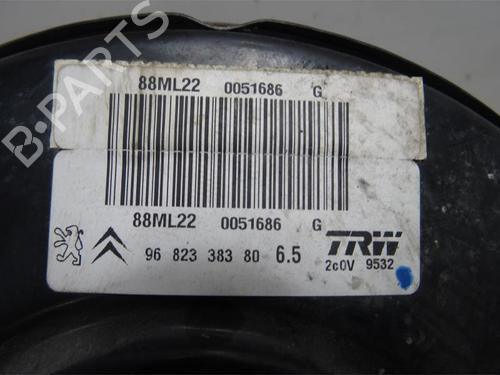 88ML22 0051686 G
88ML22 0051686 G
96 823 383 80 6.5
TRW
2c0V 9532
B-PARTS